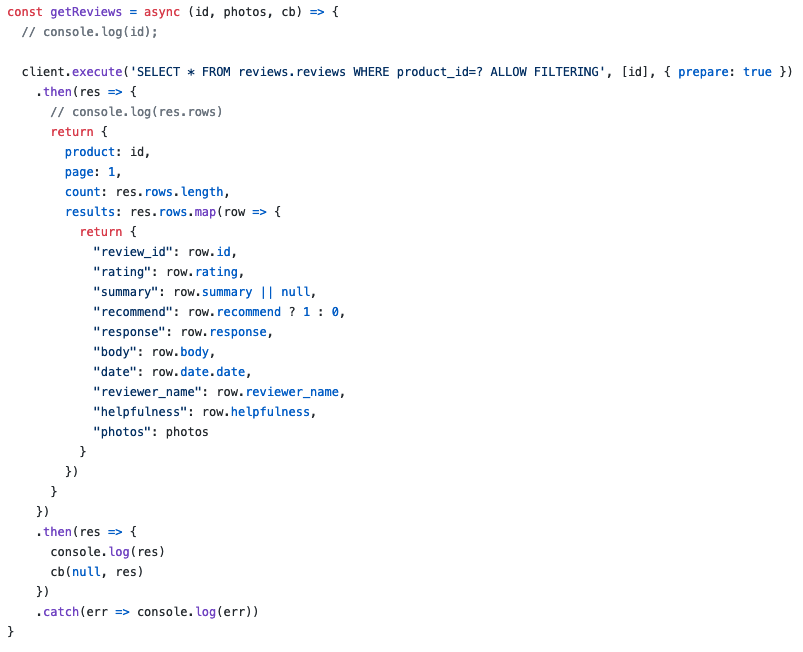 const getReviews = async (id, photos, cb) => {
  // console.log(id);

  client.execute('SELECT * FROM reviews.reviews WHERE product_id=? ALLOW FILTERING', [id], { prepare: true })
    .then(res => {
      // console.log(res.rows)
      return {
        product: id,
        page: 1,
        count: res.rows.length,
        results: res.rows.map(row => {
          return {
            "review_id": row.id,
            "rating": row.rating,
            "summary": row.summary || null,
            "recommend": row.recommend ? 1 : 0,
            "response": row.response,
            "body": row.body,
            "date": row.date.date,
            "reviewer_name": row.reviewer_name,
            "helpfulness": row.helpfulness,
            "photos": photos
          }
        })
      }
    })
    .then(res => {
      console.log(res)
      cb(null, res)
    })
    .catch(err => console.log(err))
}